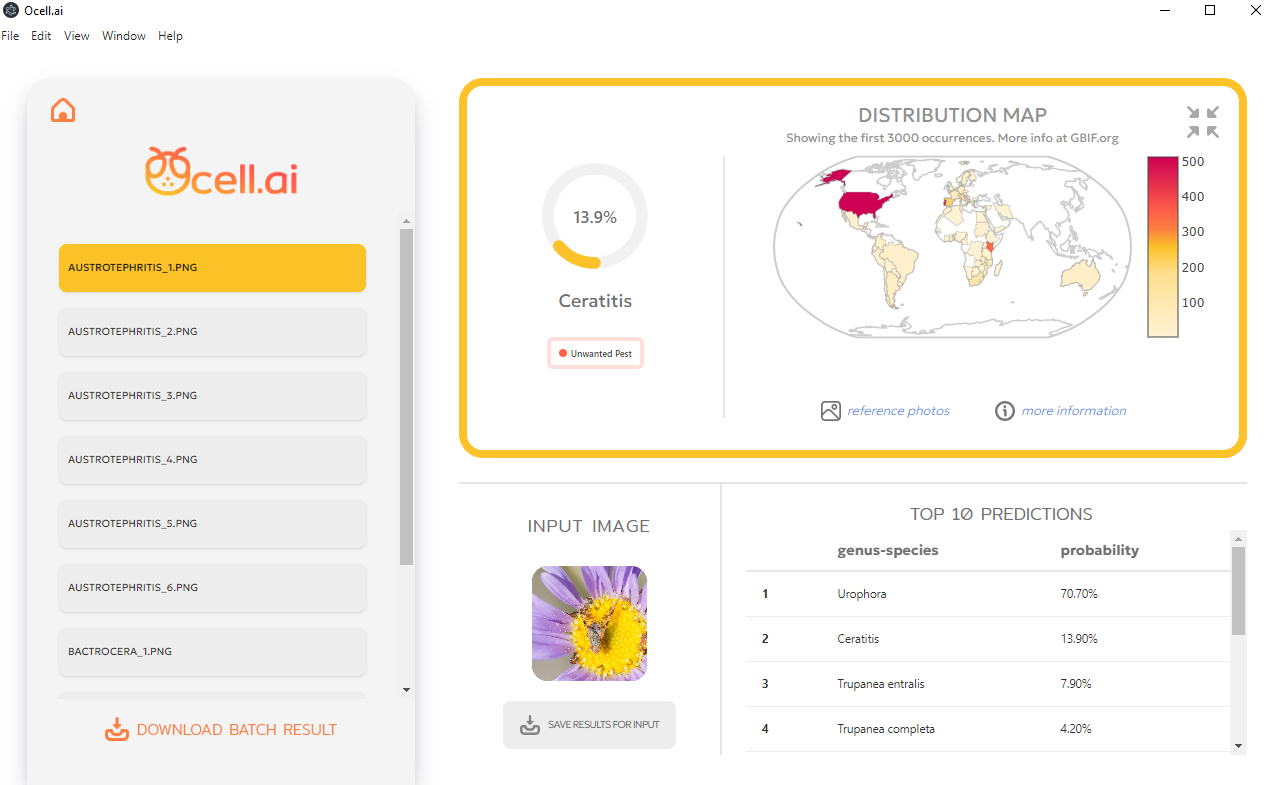 Ocell.ai
File Edit View Window Help
Ocell.ai
AUSTROTEPHRITIS_1.PNG
AUSTROTEPHRITIS_2.PNG
AUSTROTEPHRITIS_3.PNG
AUSTROTEPHRITIS_4.PNG
AUSTROTEPHRITIS_5.PNG
AUSTROTEPHRITIS_6.PNG
BACTROCERA_1.PNG
DOWNLOAD BATCH RESULT
13.9%
Ceratitis
Unwanted Pest
DISTRIBUTION MAP
Showing the first 3000 occurrences. More info at GBIF.org
500
400
300
200
100
reference photos
more information
INPUT IMAGE
SAVE RESULTS FOR INPUT
TOP 10 PREDICTIONS
genus-species probability
1 Urophora 70.70%
2 Ceratitis 13.90%
3 Trupanea entralis 7.90%
4 Trupanea completa 4.20%